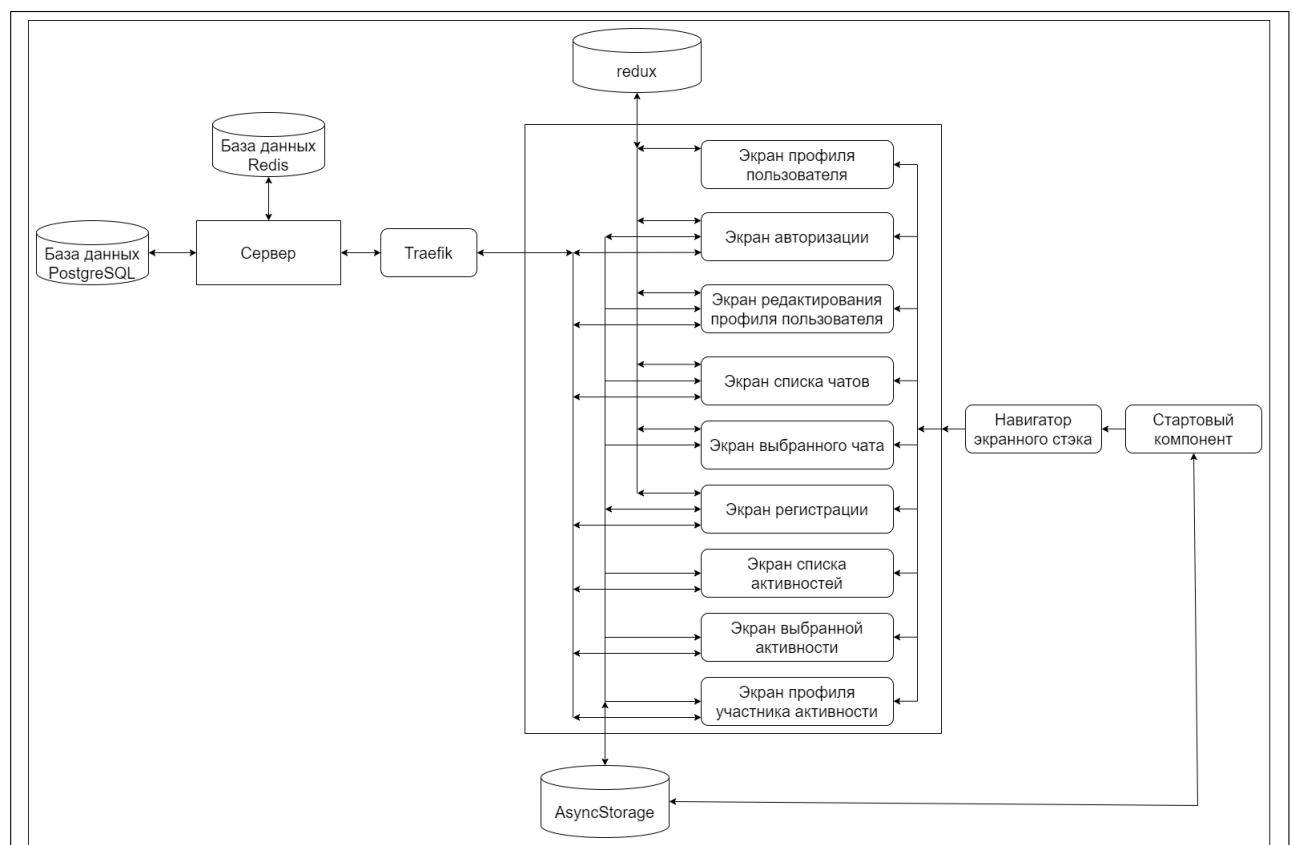 redux
База данных
Redis
База данных
PostgreSQL
Сервер
Traefik
Экран профиля
пользователя
Экран авторизации
Экран редактирования
профиля пользователя
Экран списка чатов
Экран выбранного чата
Экран регистрации
Экран списка
активностей
Экран выбранной
активности
Экран профиля
участника активности
Навигатор
экранного стэка
Стартовый
компонент
AsyncStorage